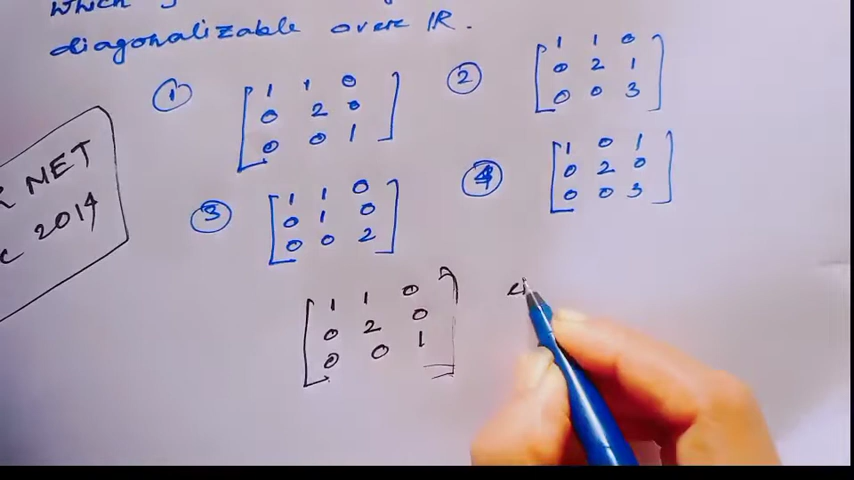 which
diagonalizable over IR.
① [1 1 0
0 2 0
0 0 1]
② [1 1 0
0 2 1
0 0 3]
③ [1 1 0
0 1 0
0 0 2]
④ [1 0 1
0 2 0
0 0 3]
NET
2014
[1 1 0
0 2 0
0 0 1]